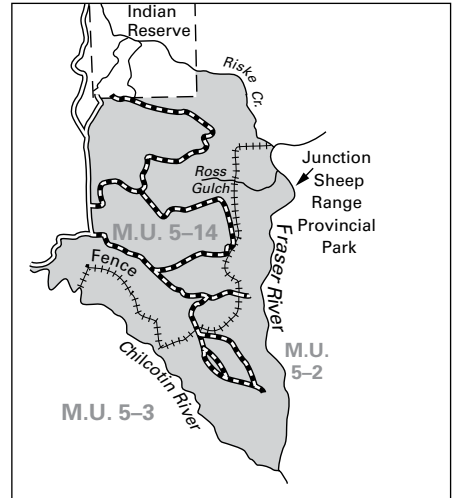 Indian
Reserve
Riske Cr.
Junction
Sheep
Range
Provincial
Park
Ross
Gulch
M.U. 5–14
Fence
Fraser River
M.U.
5–2
Chilcotin River
M.U. 5–3